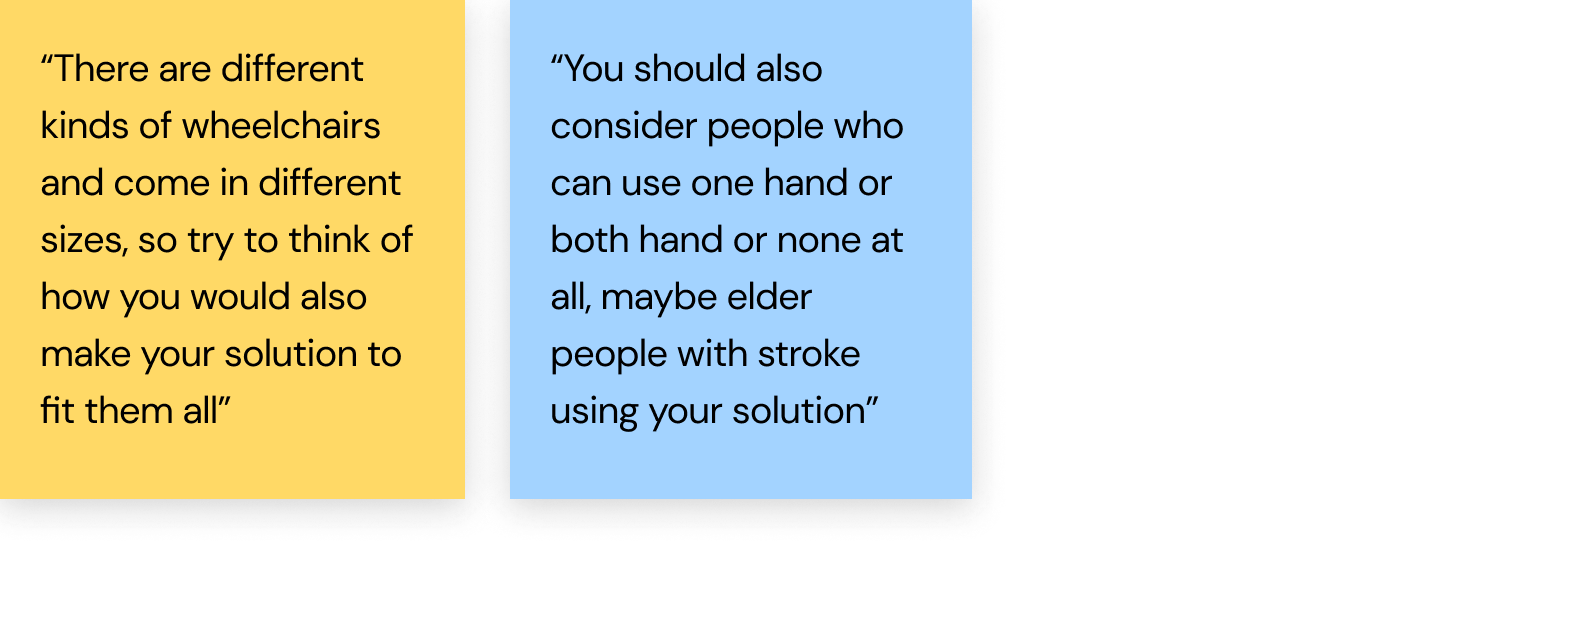 “There are different
kinds of wheelchairs
and come in different
sizes, so try to think of
how you would also
make your solution to
fit them all”
“You should also
consider people who
can use one hand or
both hand or none at
all, maybe elder
people with stroke
using your solution”